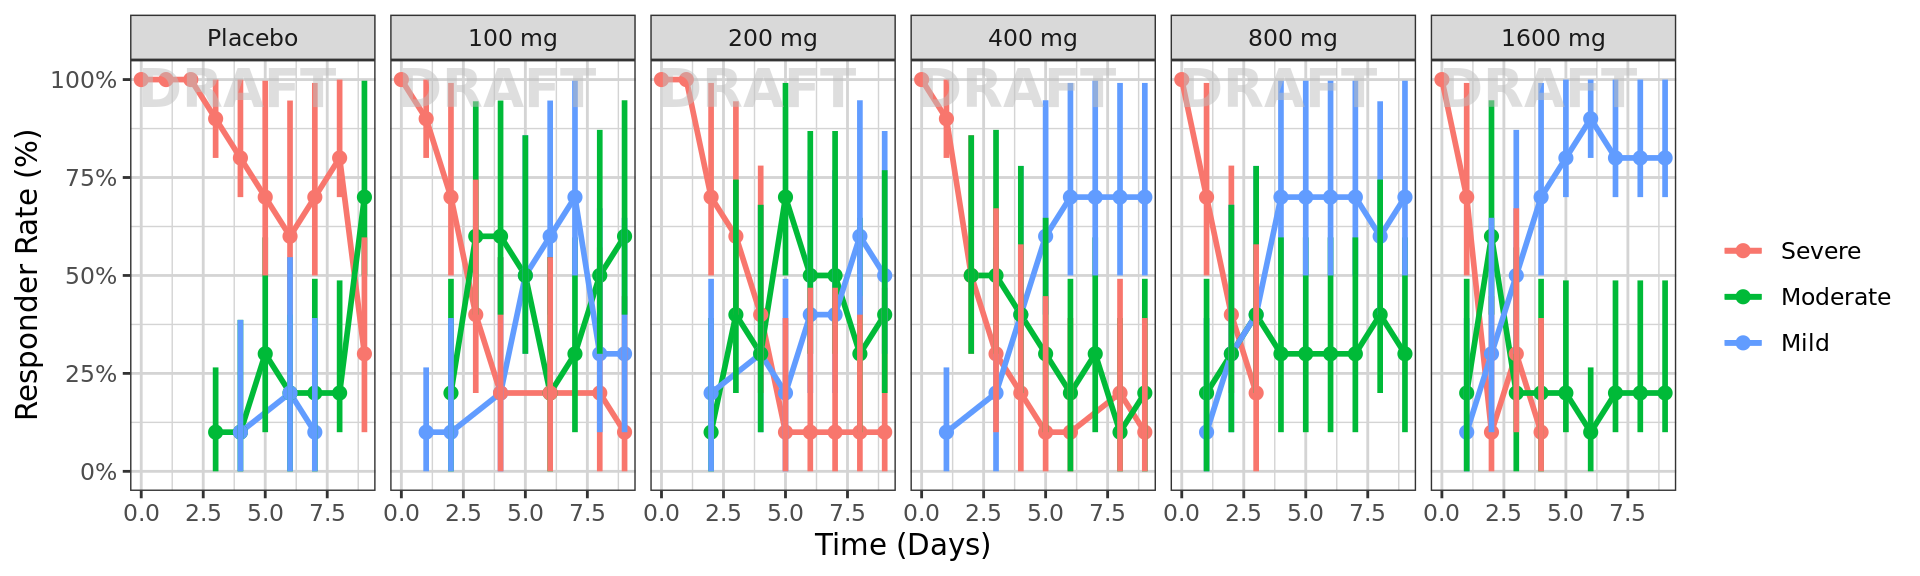 Placebo 100 mg 200 mg 400 mg 800 mg 1600 mg
DRAFT DRAFT DRAFT DRAFT DRAFT DRAFT
100%
75%
50%
25%
0%
Responder Rate (%)
0.0 2.5 5.0 7.5 0.0 2.5 5.0 7.5 0.0 2.5 5.0 7.5 0.0 2.5 5.0 7.5 0.0 2.5 5.0 7.5 0.0 2.5 5.0 7.5
Time (Days)
Severe
Moderate
Mild